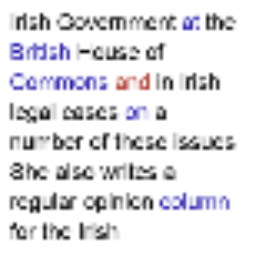 Irish Government at the
British House of
Commons and in Irish
legal cases on a
number of these issues
She also writes a
regular opinion column
for the Irish